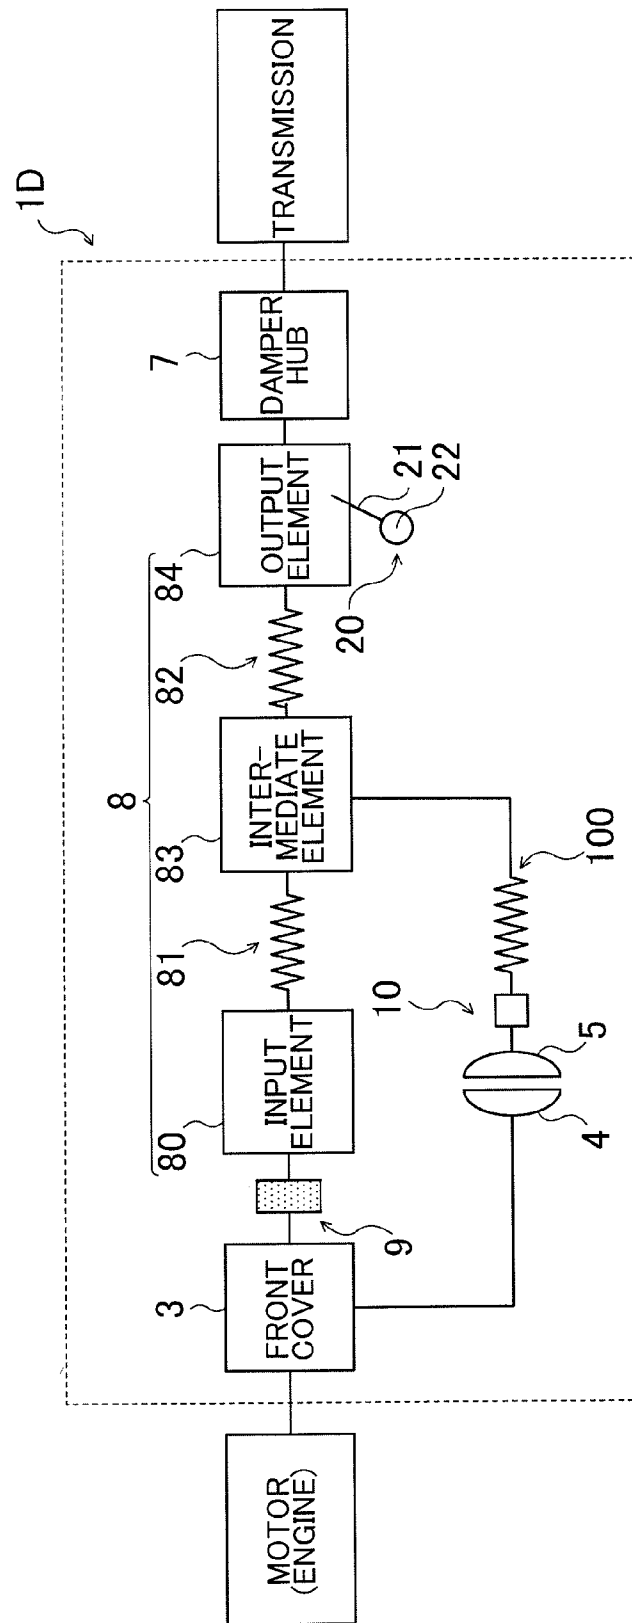 1D
8
MOTOR
(ENGINE)
3
FRONT
COVER
9
80
INPUT
ELEMENT
81
83
INTER-
MEDIATE
ELEMENT
82
84
OUTPUT
ELEMENT
7
DAMPER
HUB
TRANSMISSION
20
21
22
4
5
10
100